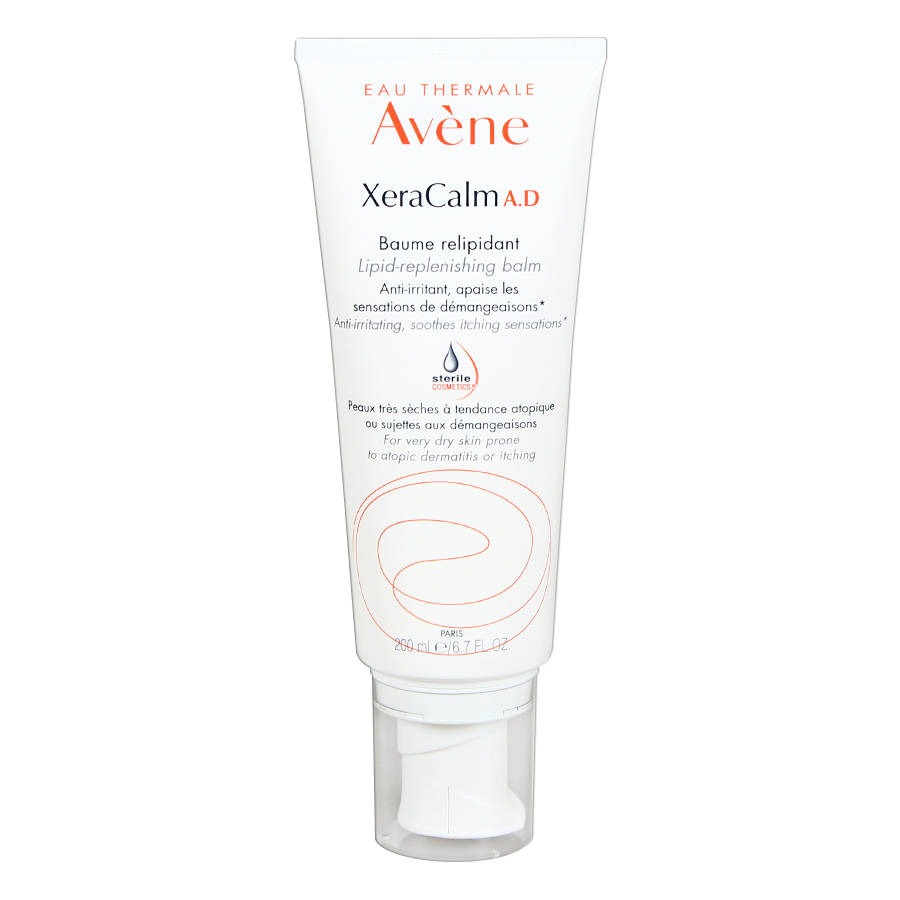 EAU THERMALE
Avène
XeraCalm A.D
Baume relipidant
Lipid-replenishing balm
Anti-irritant, apaise les
sensations de démangeaisons*
Anti-irritating, soothes itching sensations*
sterile
COSMETICS®
Peaux très sèches à tendance atopique
ou sujettes aux démangeaisons
For very dry skin prone
to atopic dermatitis or itching
PARIS
200 ml ℮/6.7 FL.OZ.